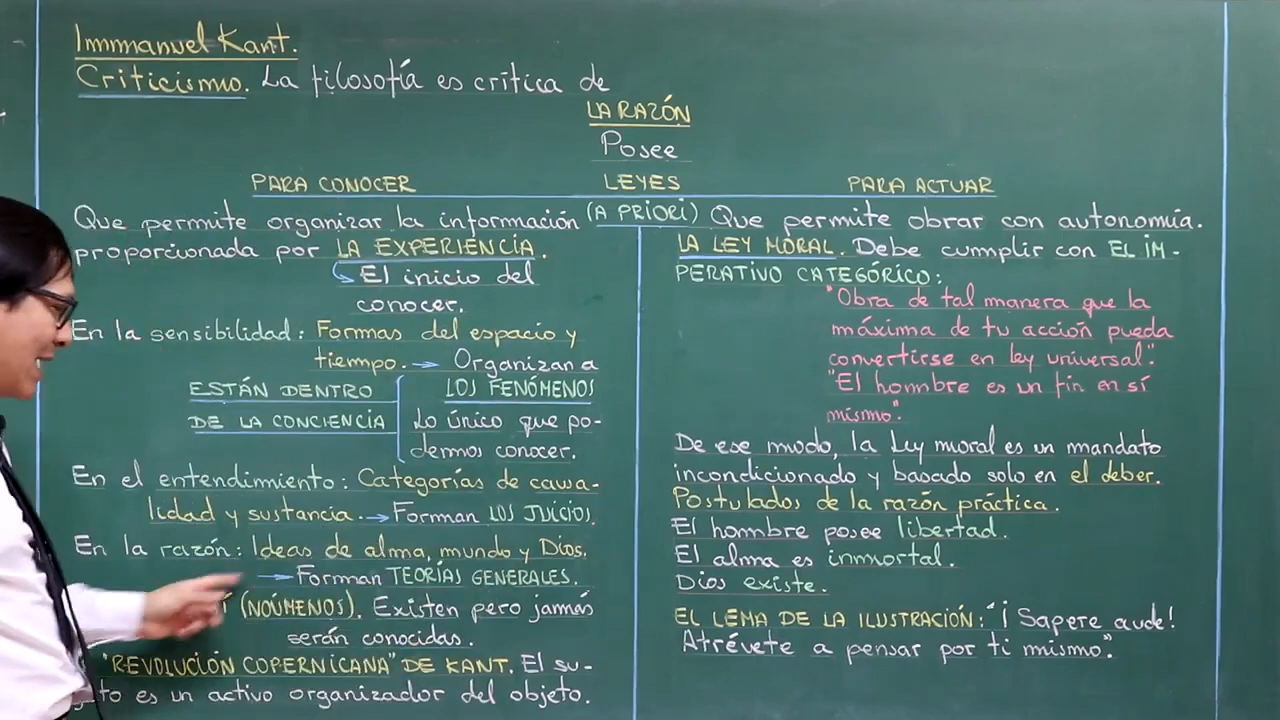 Immanuel Kant.
Criticismo. La filosofía es crítica de
LA RAZÓN
Posee
PARA CONOCER LEYES PARA ACTUAR
(A PRIORI)
Que permite organizar la información
proporcionada por LA EXPERIENCIA.
El inicio del
conocer.
En la sensibilidad: Formas del espacio y
tiempo. → Organizan a
ESTÁN DENTRO LOS FENÓMENOS
DE LA CONCIENCIA Lo único que po-
demos conocer.
En el entendimiento: Categorías de causa-
lidad y sustancia. → Forman LOS JUICIOS.
En la razón: Ideas de alma, mundo y Dios.
→ Forman TEORÍAS GENERALES.
(NOÚMENOS). Existen pero jamás
serán conocidas.
"REVOLUCIÓN COPERNICANA" DE KANT. El su-
to es un activo organizador del objeto.
Que permite obrar con autonomía.
LA LEY MORAL. Debe cumplir con EL IM-
PERATIVO CATEGÓRICO:
"Obra de tal manera que la
máxima de tu acción pueda
convertirse en ley universal".
"El hombre es un fin en sí
mismo".
De ese modo, la Ley moral es un mandato
incondicionado y basado solo en el deber.
Postulados de la razón práctica.
El hombre posee libertad.
El alma es inmortal.
Dios existe.
EL LEMA DE LA ILUSTRACIÓN: "¡Sapere aude!
Atrévete a pensar por ti mismo."